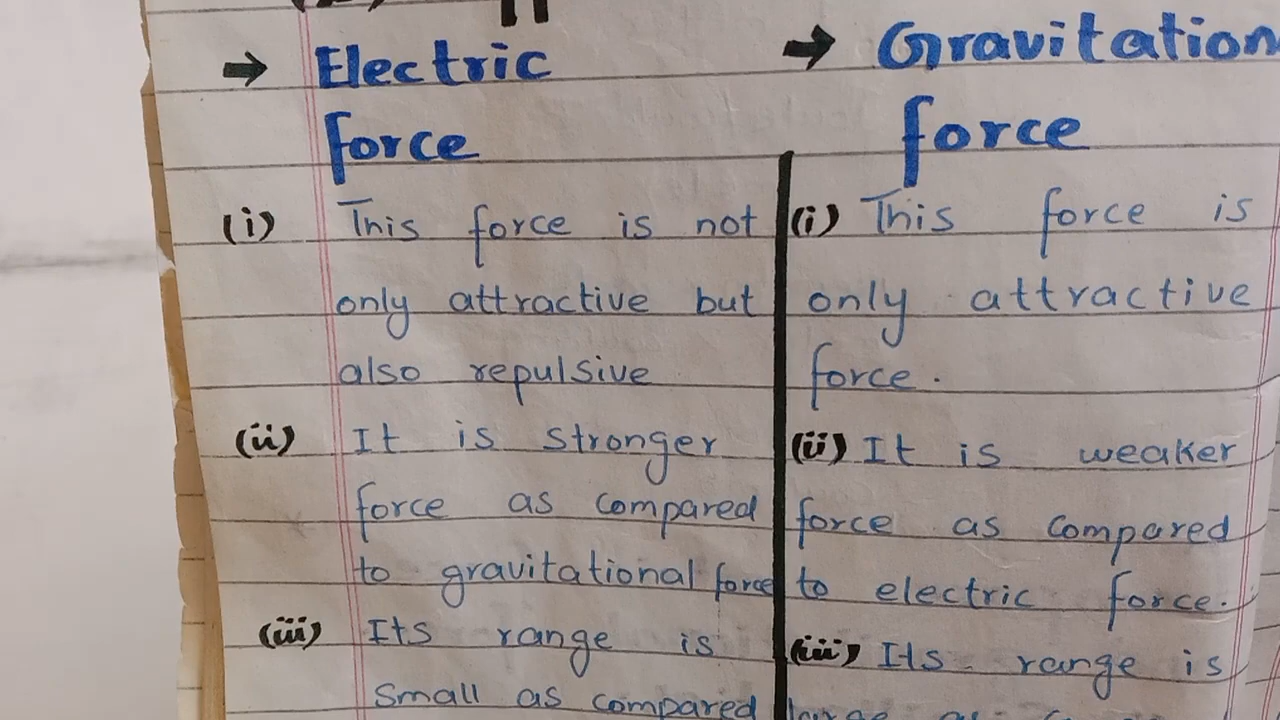 → Electric
force
(i) This force is not
only attractive but
also repulsive
(ii) It is stronger
force as compared
to gravitational force
(iii) Its range is
small as compared
→ Gravitation
force
(i) This force is
only attractive
force.
(ii) It is weaker
force as compared
to electric force.
(iii) Its range is
large as